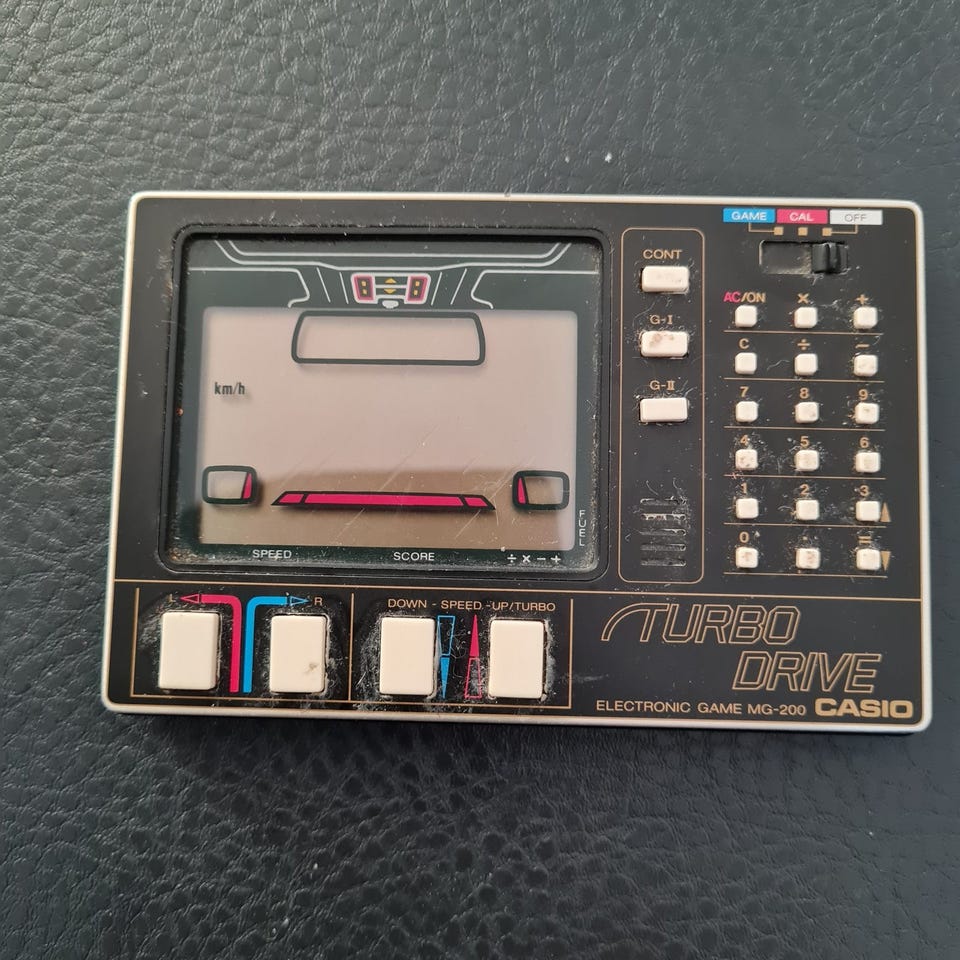 GAME CAL OFF
CONT
G-I
G-II
AC/ON × +
C ÷ −
7 8 9
4 5 6
1 2 3
0 · =
km/h
FUEL
SPEED SCORE ÷ × − +
L R
DOWN - SPEED - UP/TURBO
TURBO
DRIVE
ELECTRONIC GAME MG-200 CASIO